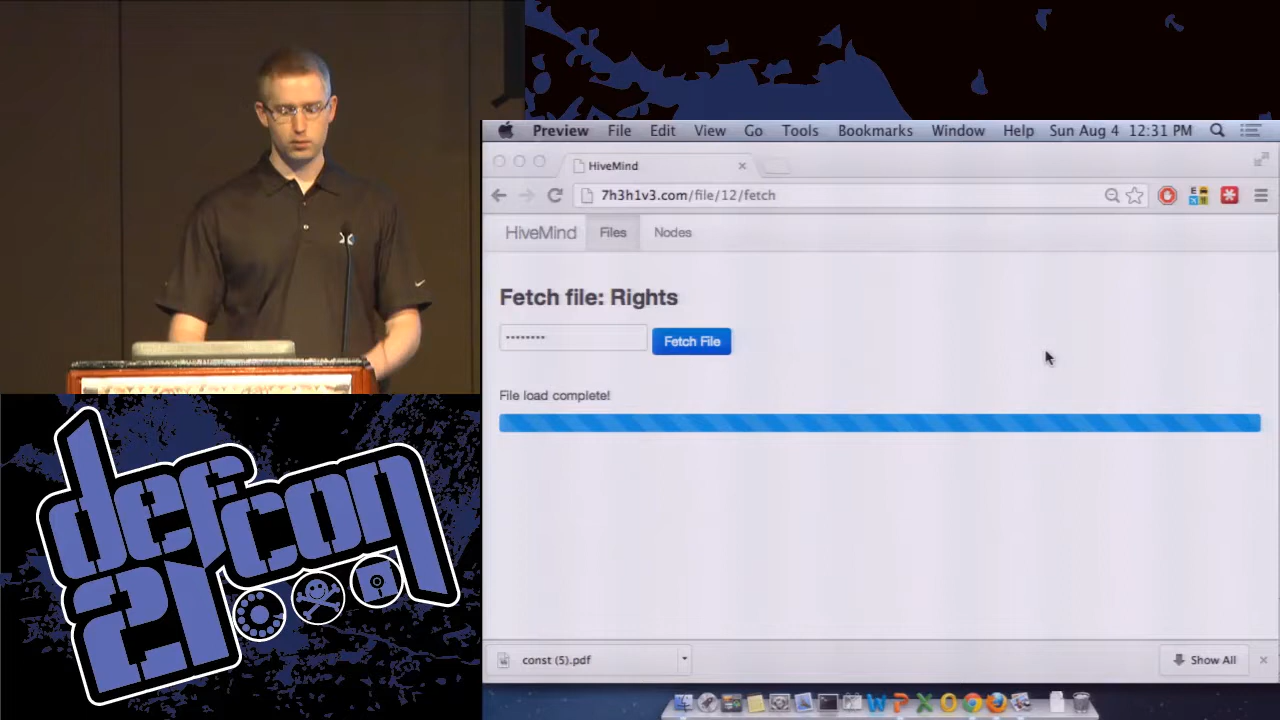 Preview File Edit View Go Tools Bookmarks Window Help Sun Aug 4 12:31 PM
HiveMind
7h3h1v3.com/file/12/fetch
HiveMind Files Nodes
Fetch file: Rights
•••••••• Fetch File
File load complete!
const (5).pdf
Show All
defcon
21